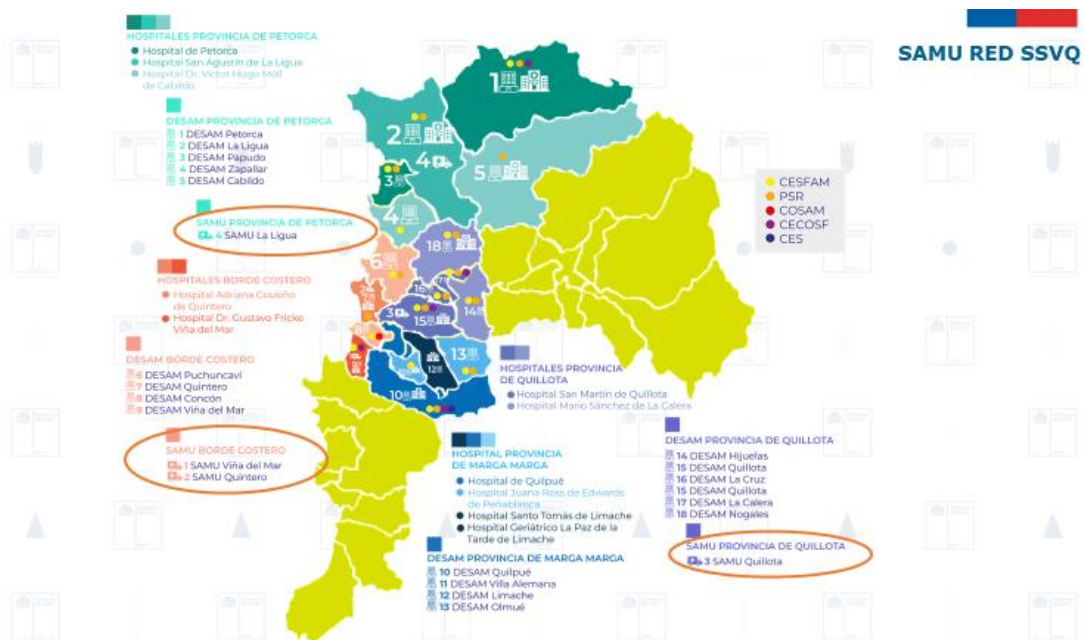 SAMU RED SSVQ
HOSPITALES PROVINCIA DE PETORCA
Hospital de Petorca
Hospital San Agustín de La Ligua
Hospital Dr. Víctor Hugo Moll
de Cabildo
DESAM PROVINCIA DE PETORCA
1 DESAM Petorca
2 DESAM La Ligua
3 DESAM Papudo
4 DESAM Zapallar
5 DESAM Cabildo
SAMU PROVINCIA DE PETORCA
4 SAMU La Ligua
HOSPITALES BORDE COSTERO
Hospital Adriana Cousiño
de Quintero
Hospital Dr. Gustavo Fricke
Viña del Mar
DESAM BORDE COSTERO
6 DESAM Puchuncaví
7 DESAM Quintero
8 DESAM Concón
9 DESAM Viña del Mar
SAMU BORDE COSTERO
1 SAMU Viña del Mar
2 SAMU Quintero
1
2
4
3
5
4
18
6
16
3
15
14
13
12
10
CESFAM
PSR
COSAM
CECOSF
CES
HOSPITALES PROVINCIA
DE QUILLOTA
Hospital San Martín de Quillota
Hospital Mario Sánchez de La Calera
HOSPITAL PROVINCIA
DE MARGA MARGA
Hospital de Quilpué
Hospital Juana Ross de Edwards
de Peñablanca
Hospital Santo Tomás de Limache
Hospital Geriátrico La Paz de la
Tarde de Limache
DESAM PROVINCIA DE MARGA MARGA
10 DESAM Quilpué
11 DESAM Villa Alemana
12 DESAM Limache
13 DESAM Olmué
DESAM PROVINCIA DE QUILLOTA
14 DESAM Hijuelas
15 DESAM Quillota
16 DESAM La Cruz
15 DESAM Quillota
17 DESAM La Calera
18 DESAM Nogales
SAMU PROVINCIA DE QUILLOTA
3 SAMU Quillota